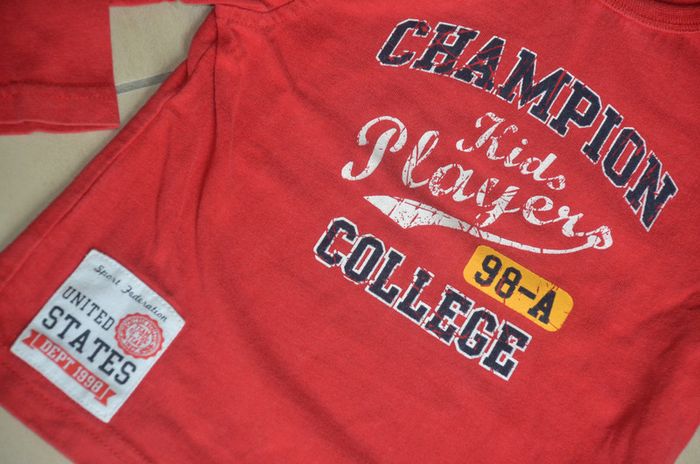 CHAMPION
Kids
Players
98-A
COLLEGE
Sport Federation
UNITED
STATES
DEPT 1998